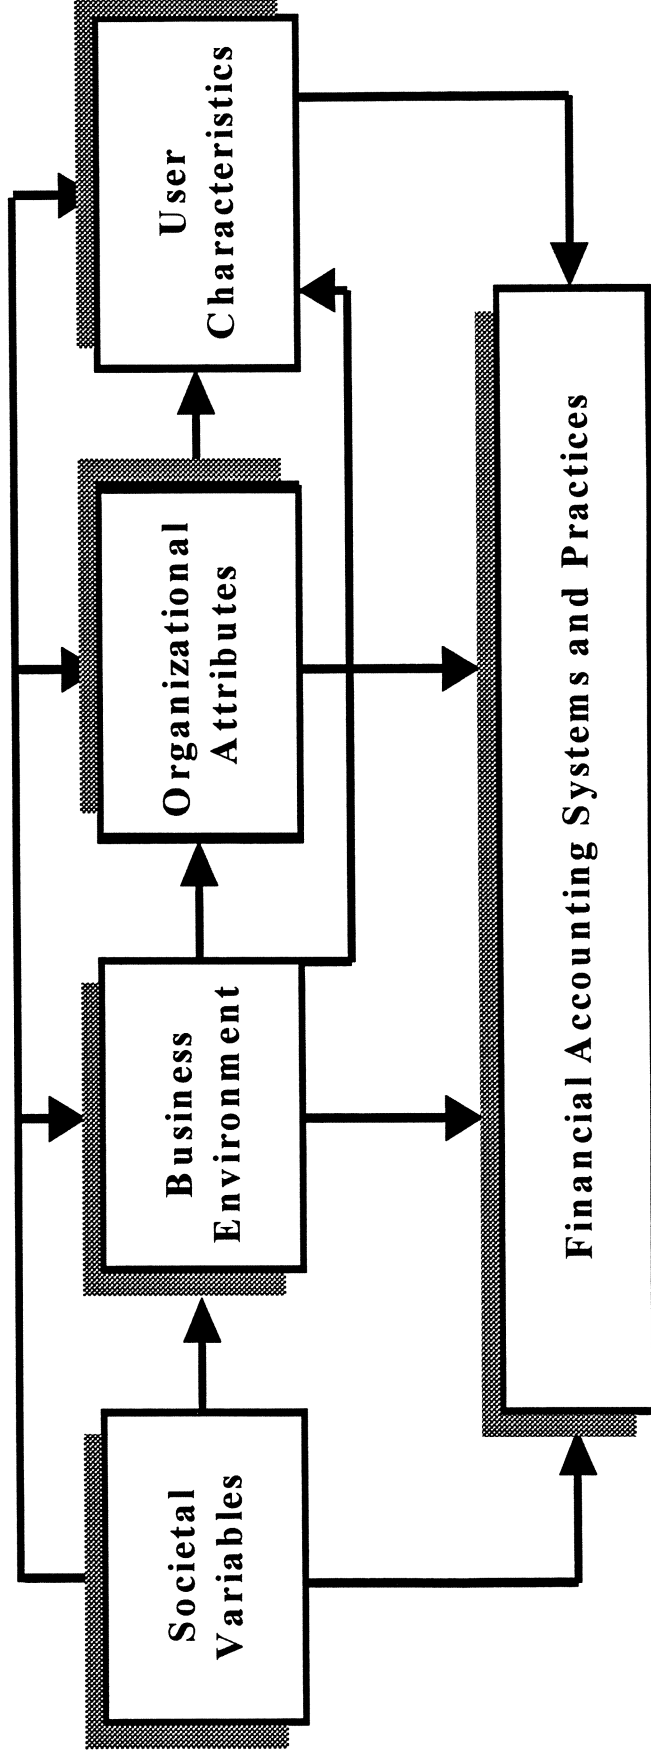 Societal
Variables
Business
Environment
Organizational
Attributes
User
Characteristics
Financial Accounting Systems and Practices